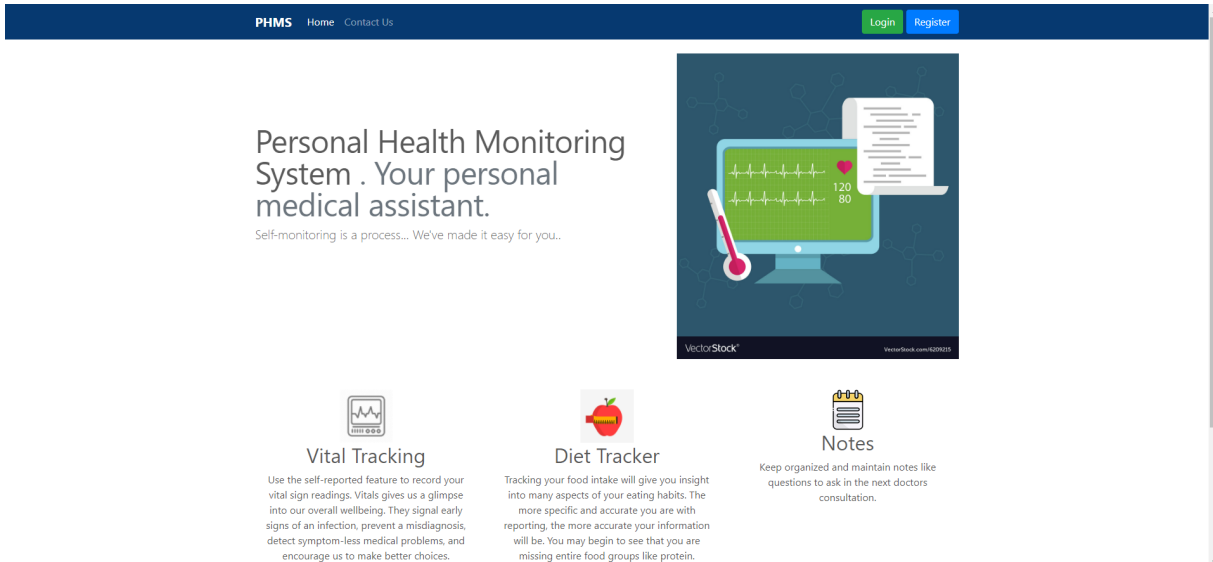 PHMS Home Contact Us Login Register
Personal Health Monitoring
System . Your personal
medical assistant.
Self-monitoring is a process... We've made it easy for you..
120
80
VectorStock®
VectorStock.com/6209215
Vital Tracking
Use the self-reported feature to record your
vital sign readings. Vitals gives us a glimpse
into our overall wellbeing. They signal early
signs of an infection, prevent a misdiagnosis,
detect symptom-less medical problems, and
encourage us to make better choices.
Diet Tracker
Tracking your food intake will give you insight
into many aspects of your eating habits. The
more specific and accurate you are with
reporting, the more accurate your information
will be. You may begin to see that you are
missing entire food groups like protein.
Notes
Keep organized and maintain notes like
questions to ask in the next doctors
consultation.